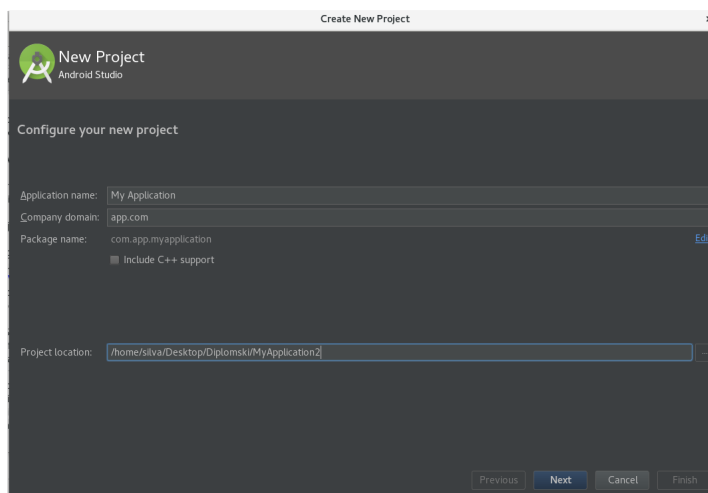 Create New Project
New Project
Android Studio
Configure your new project
Application name: My Application
Company domain: app.com
Package name: com.app.myapplication
Include C++ support
Project location: /home/silva/Desktop/Diplomski/MyApplication2
Previous Next Cancel Finish